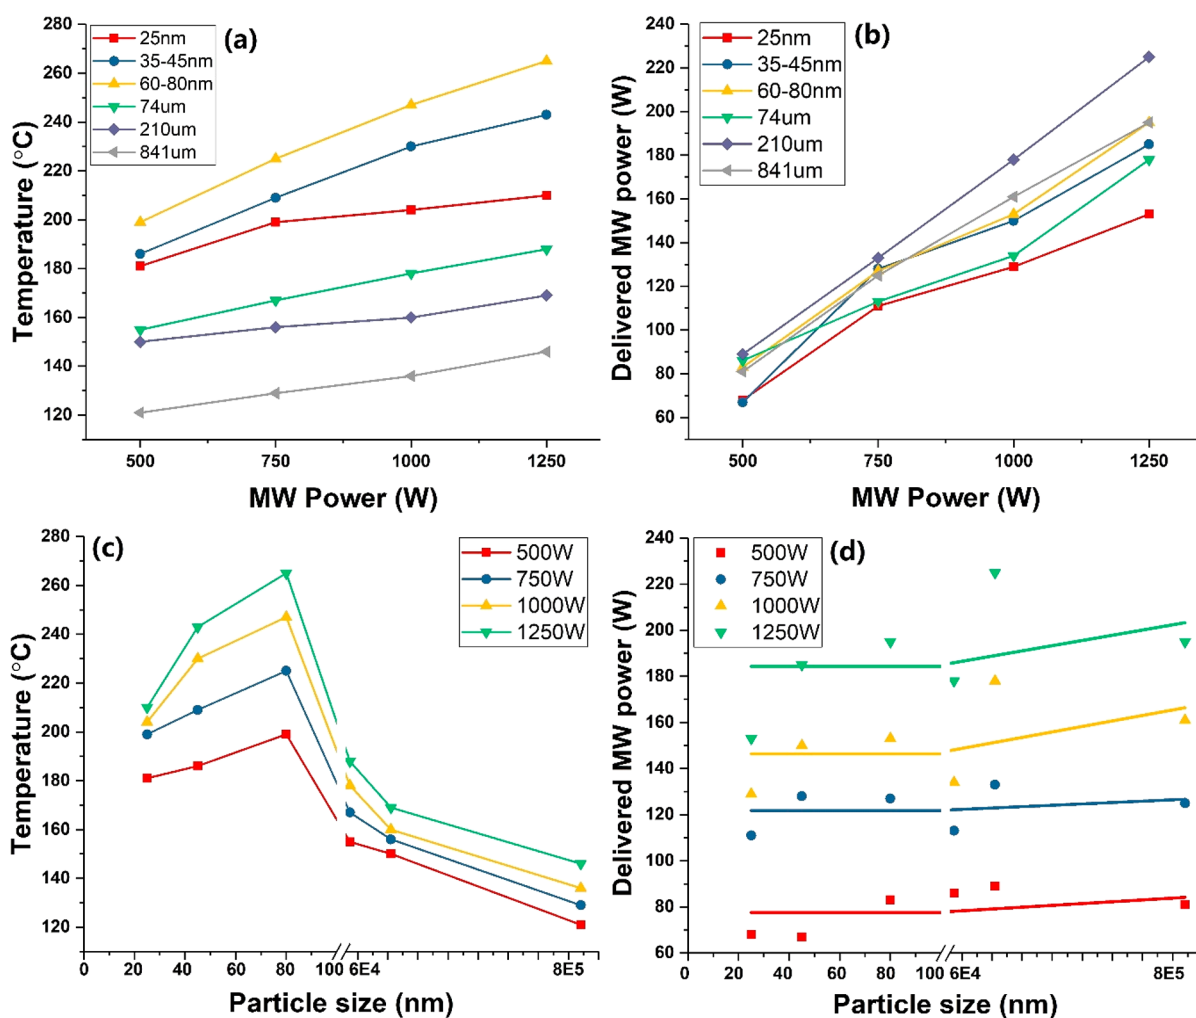 (a)
25nm
35-45nm
60-80nm
74um
210um
841um
280
260
240
220
200
180
160
140
120
Temperature (°C)
500
750
1000
1250
MW Power (W)
(b)
25nm
35-45nm
60-80nm
74um
210um
841um
240
220
200
180
160
140
120
100
80
60
Delivered MW power (W)
500
750
1000
1250
MW Power (W)
(c)
500W
750W
1000W
1250W
280
260
240
220
200
180
160
140
120
Temperature (°C)
0
20
40
60
80
100
6E4
8E5
Particle size (nm)
(d)
500W
750W
1000W
1250W
240
220
200
180
160
140
120
100
80
60
Delivered MW power (W)
0
20
40
60
80
100
6E4
8E5
Particle size (nm)